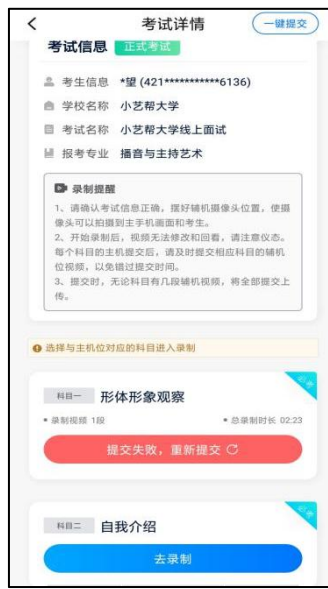 考试详情
一键提交
考试信息 正式考试
考生信息 *望 (421***********6136)
学校名称 小艺帮大学
考试名称 小艺帮大学线上面试
报考专业 播音与主持艺术
录制提醒
1、请确认考试信息正确，摆好辅机摄像头位置，使摄
像头可以拍摄到主手机画面和考生。
2、开始录制后，视频无法修改和回看，请注意仪态。
每个科目的主机提交后，请及时提交相应科目的辅机
位视频，以免错过提交时间。
3、提交时，无论科目有几段辅机视频，将全部提交上
传。
选择与主机位对应的科目进入录制
必考
科目一 形体形象观察
• 录制视频 1段 • 总录制时长 02:23
提交失败，重新提交
必考
科目二 自我介绍
去录制